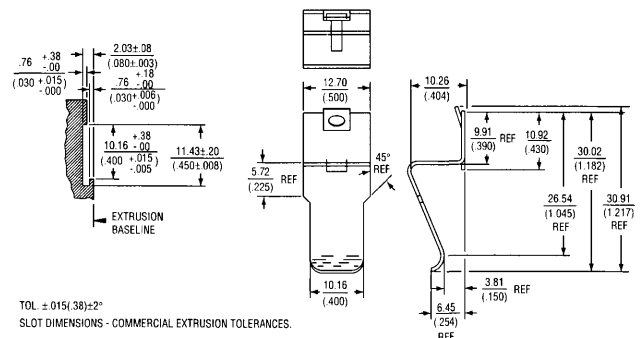 2.03±.08
(.080±.003)
.76 +.38 -.00
(.030 +.015 -.000)
+.18 -.00
.76
(.030 +.006 -.000)
10.16 +.38 -.00
(.400 +.015 -.005)
11.43±.20
(.450±.008)
EXTRUSION
BASELINE
12.70
(.500)
5.72
(.225) REF
45°
REF
10.16
(.400)
10.26
(.404)
9.91
(.390) REF
10.92
(.430)
30.02
(1.182)
REF
30.91
(1.217)
REF
26.54
(1.045)
REF
3.81
(.150) REF
6.45
(.254)
REF
TOL. ±.015(.38)±2°
SLOT DIMENSIONS - COMMERCIAL EXTRUSION TOLERANCES.